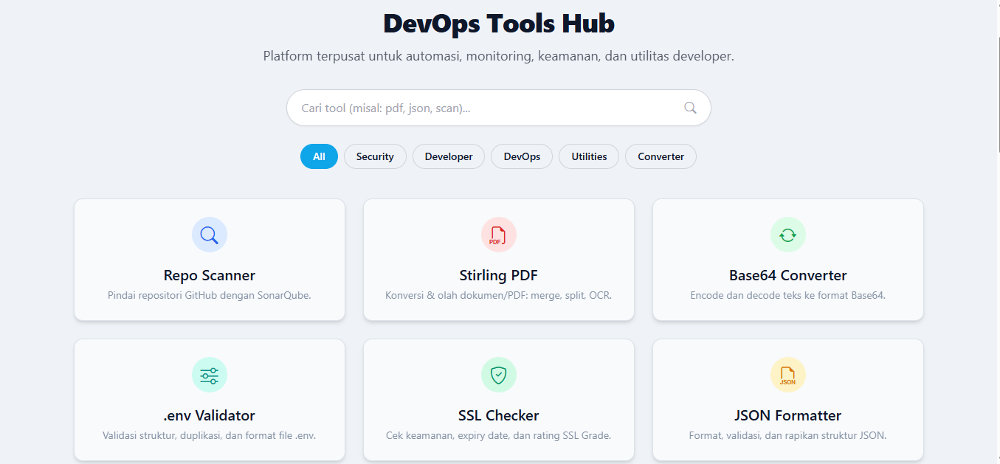 DevOps Tools Hub
Platform terpusat untuk automasi, monitoring, keamanan, dan utilitas developer.
Cari tool (misal: pdf, json, scan)...
All
Security
Developer
DevOps
Utilities
Converter
Repo Scanner
Pindai repositori GitHub dengan SonarQube.
PDF
Stirling PDF
Konversi & olah dokumen/PDF: merge, split, OCR.
Base64 Converter
Encode dan decode teks ke format Base64.
.env Validator
Validasi struktur, duplikasi, dan format file .env.
SSL Checker
Cek keamanan, expiry date, dan rating SSL Grade.
JSON
JSON Formatter
Format, validasi, dan rapikan struktur JSON.